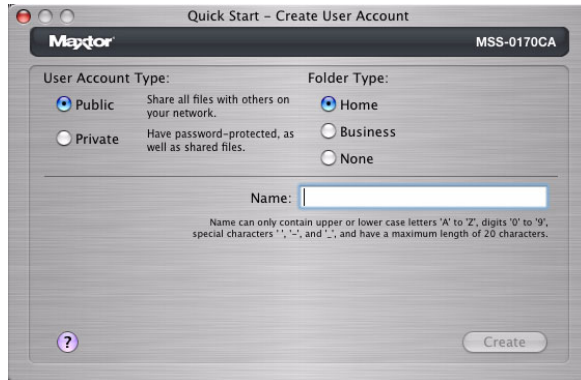 Quick Start – Create User Account
Maxtor
MSS-0170CA
User Account Type:
Public
Share all files with others on
your network.
Private
Have password-protected, as
well as shared files.
Folder Type:
Home
Business
None
Name:
Name can only contain upper or lower case letters 'A' to 'Z', digits '0' to '9',
special characters ' ', '-', and '_', and have a maximum length of 20 characters.
?
Create